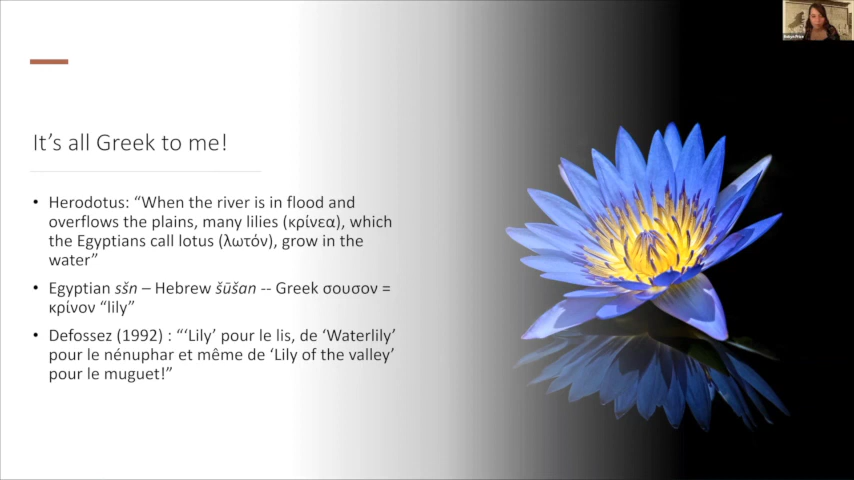 It's all Greek to me!
• Herodotus: “When the river is in flood and
overflows the plains, many lilies (κρίνεα), which
the Egyptians call lotus (λωτόν), grow in the
water”
• Egyptian sšn – Hebrew šūšan -- Greek σουσον =
κρίνον “lily”
• Defossez (1992) : “‘Lily’ pour le lis, de ‘Waterlily’
pour le nénuphar et même de ‘Lily of the valley’
pour le muguet!”